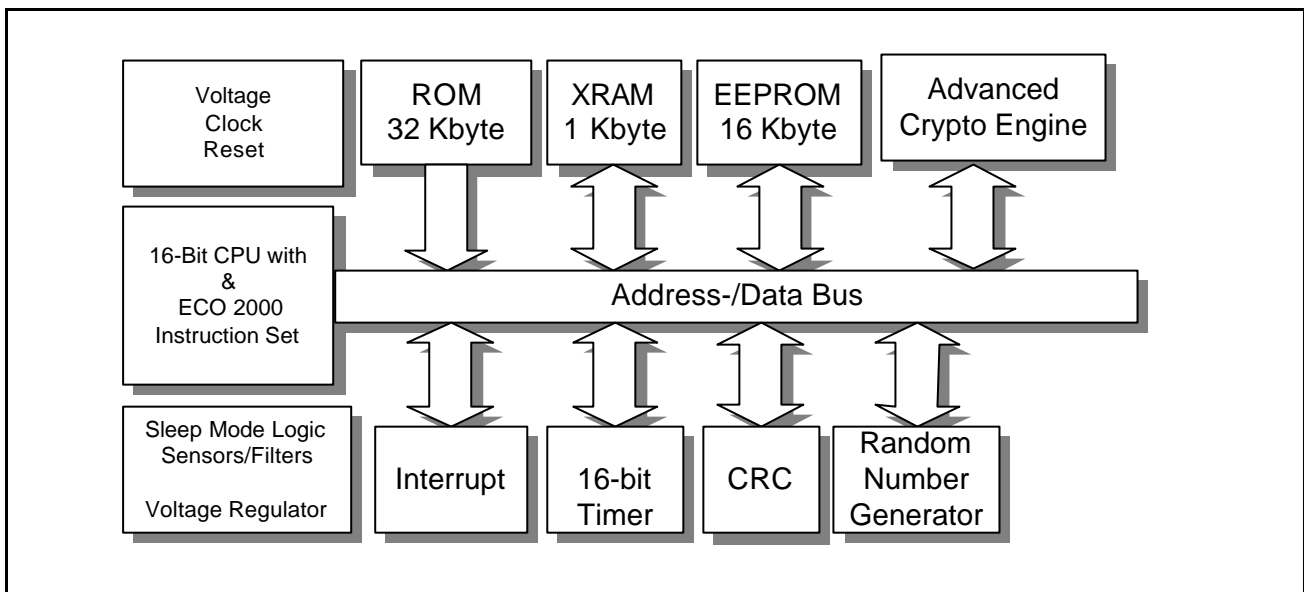 Voltage
Clock
Reset
ROM
32 Kbyte
XRAM
1 Kbyte
EEPROM
16 Kbyte
Advanced
Crypto Engine
16-Bit CPU with
&
ECO 2000
Instruction Set
Address-/Data Bus
Sleep Mode Logic
Sensors/Filters
Voltage Regulator
Interrupt
16-bit
Timer
CRC
Random
Number
Generator